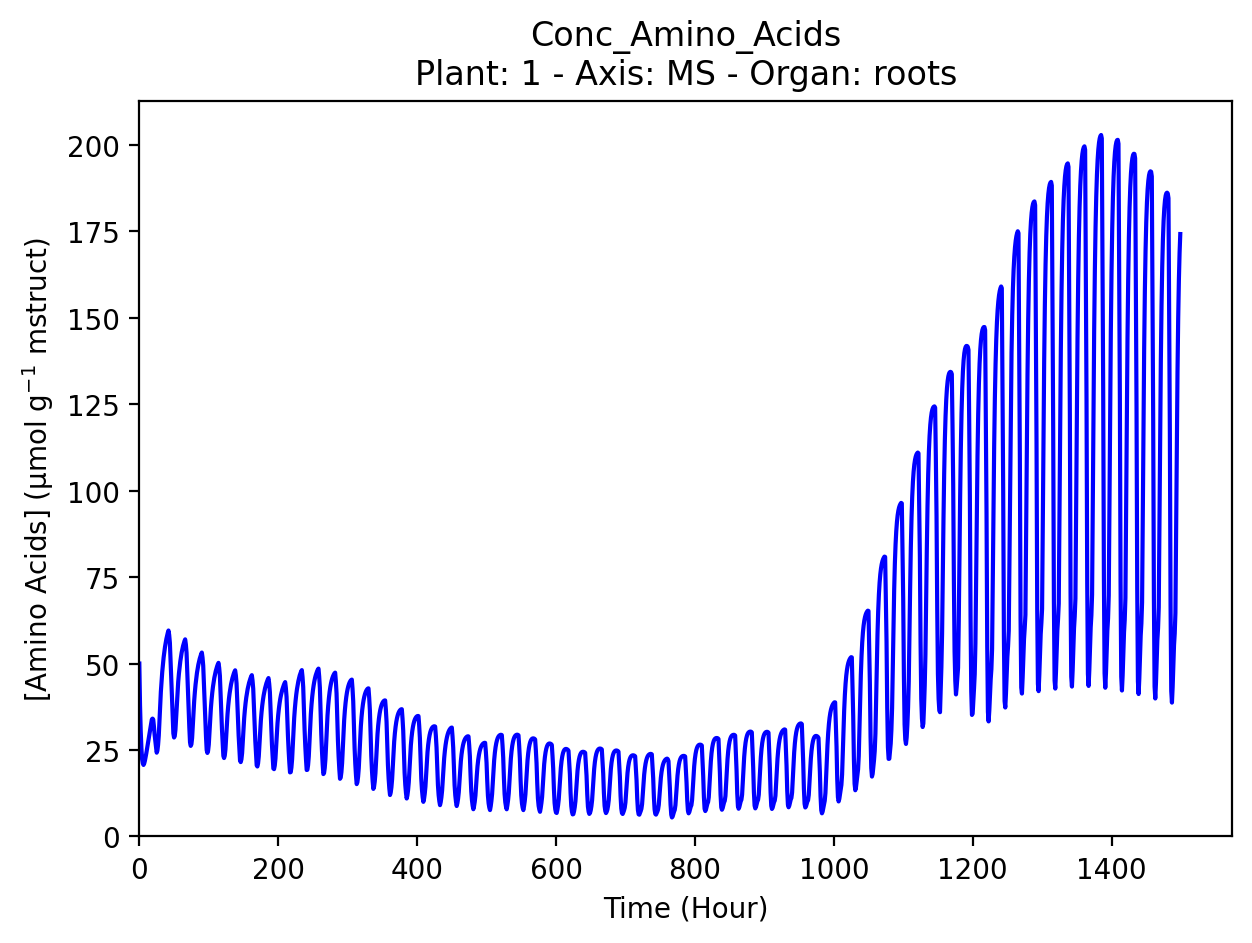 Conc_Amino_Acids
Plant: 1 - Axis: MS - Organ: roots
200
175
150
125
100
75
50
25
0
[Amino Acids] (µmol g⁻¹ mstruct)
0 200 400 600 800 1000 1200 1400
Time (Hour)